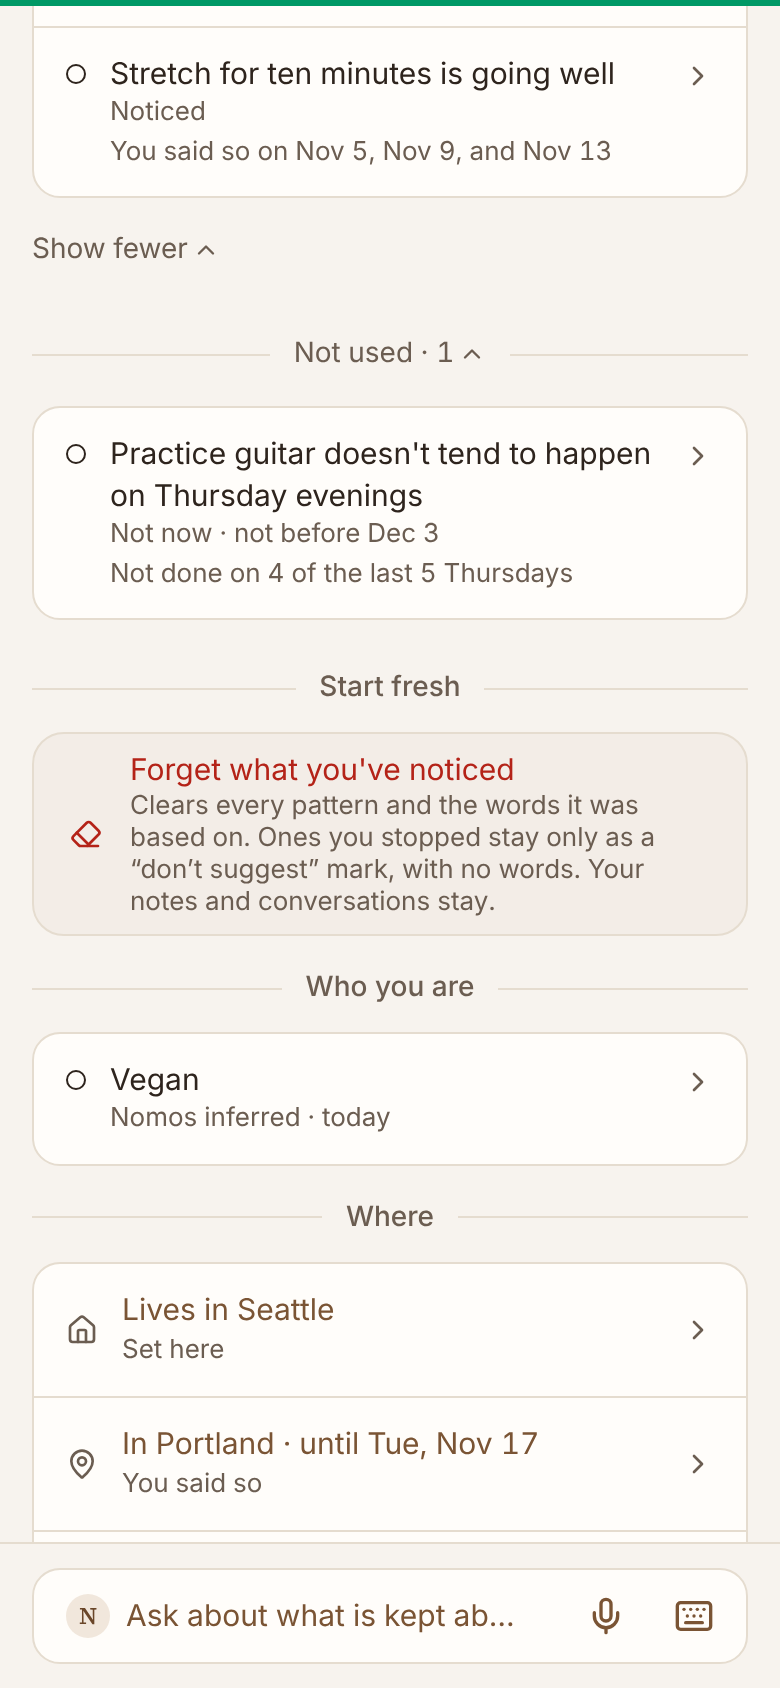 Stretch for ten minutes is going well
Noticed
You said so on Nov 5, Nov 9, and Nov 13
Show fewer
Not used · 1
Practice guitar doesn't tend to happen
on Thursday evenings
Not now · not before Dec 3
Not done on 4 of the last 5 Thursdays
Start fresh
Forget what you've noticed
Clears every pattern and the words it was
based on. Ones you stopped stay only as a
“don’t suggest” mark, with no words. Your
notes and conversations stay.
Who you are
Vegan
Nomos inferred · today
Where
Lives in Seattle
Set here
In Portland · until Tue, Nov 17
You said so
N Ask about what is kept ab...